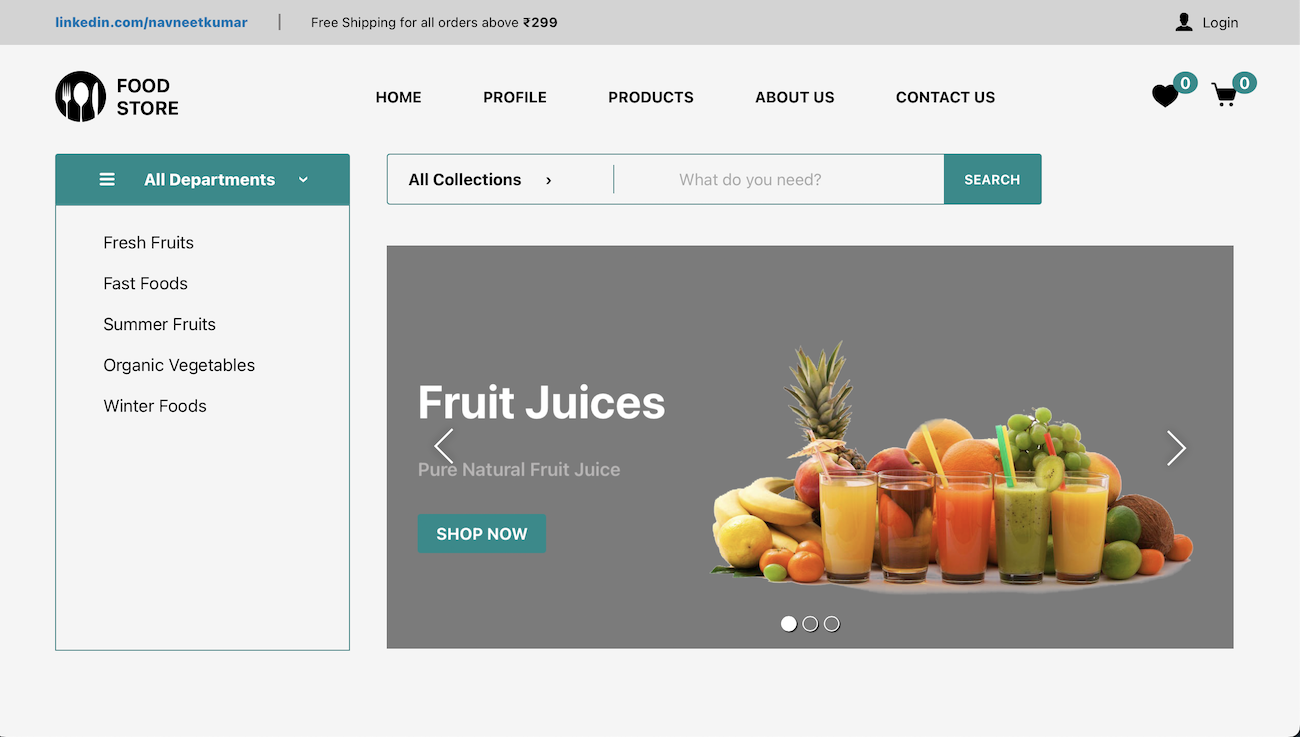 linkedin.com/navneetkumar | Free Shipping for all orders above ₹299 Login
FOOD
STORE
HOME PROFILE PRODUCTS ABOUT US CONTACT US 0 0
All Departments
All Collections › What do you need? SEARCH
Fresh Fruits
Fast Foods
Summer Fruits
Organic Vegetables
Winter Foods
Fruit Juices
Pure Natural Fruit Juice
SHOP NOW